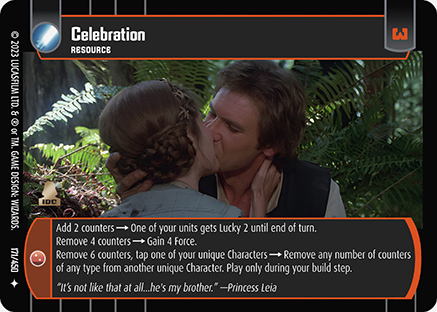 Celebration
RESOURCE
© 2023 LUCASFILM LTD. & ® or TM. GAME DESIGN: WIZARDS.
IDC
Add 2 counters → One of your units gets Lucky 2 until end of turn.
Remove 4 counters → Gain 4 Force.
Remove 6 counters, tap one of your unique Characters → Remove any number of counters
of any type from another unique Character. Play only during your build step.
“It's not like that at all...he's my brother.” —Princess Leia
171/450